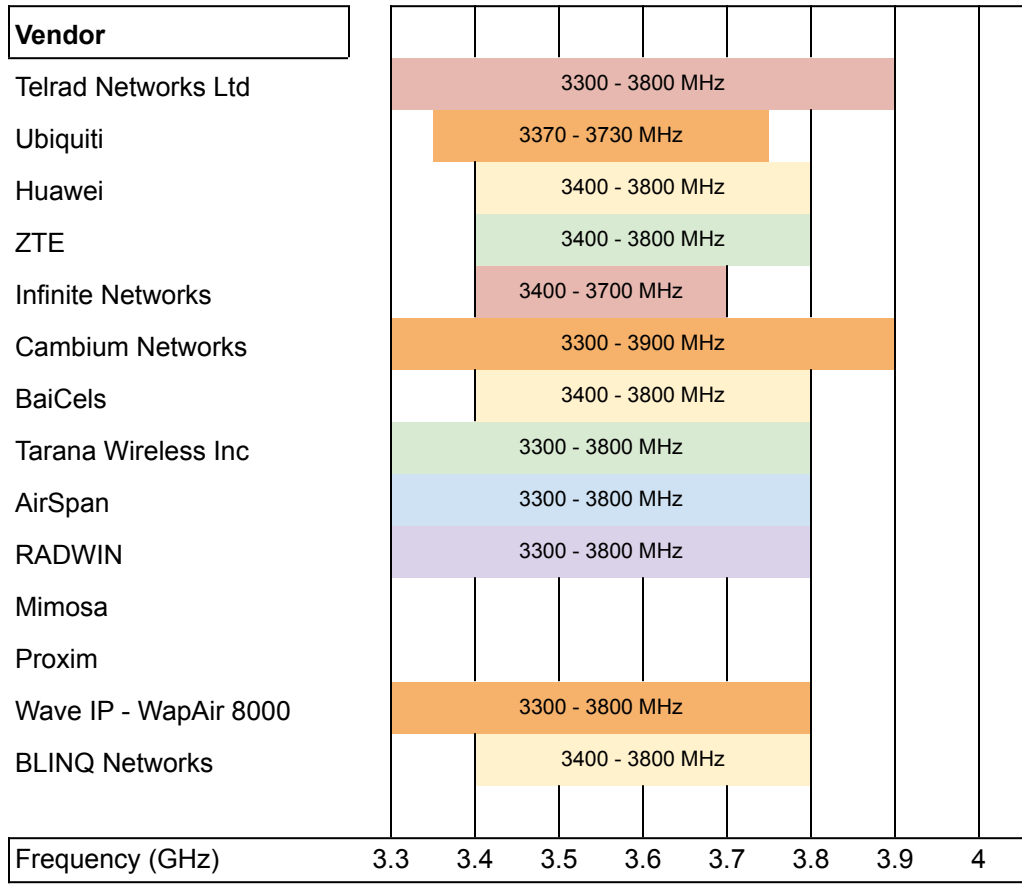 Vendor
Telrad Networks Ltd 3300 - 3800 MHz
Ubiquiti 3370 - 3730 MHz
Huawei 3400 - 3800 MHz
ZTE 3400 - 3800 MHz
Infinite Networks 3400 - 3700 MHz
Cambium Networks 3300 - 3900 MHz
BaiCels 3400 - 3800 MHz
Tarana Wireless Inc 3300 - 3800 MHz
AirSpan 3300 - 3800 MHz
RADWIN 3300 - 3800 MHz
Mimosa
Proxim
Wave IP - WapAir 8000 3300 - 3800 MHz
BLINQ Networks 3400 - 3800 MHz
Frequency (GHz) 3.3 3.4 3.5 3.6 3.7 3.8 3.9 4